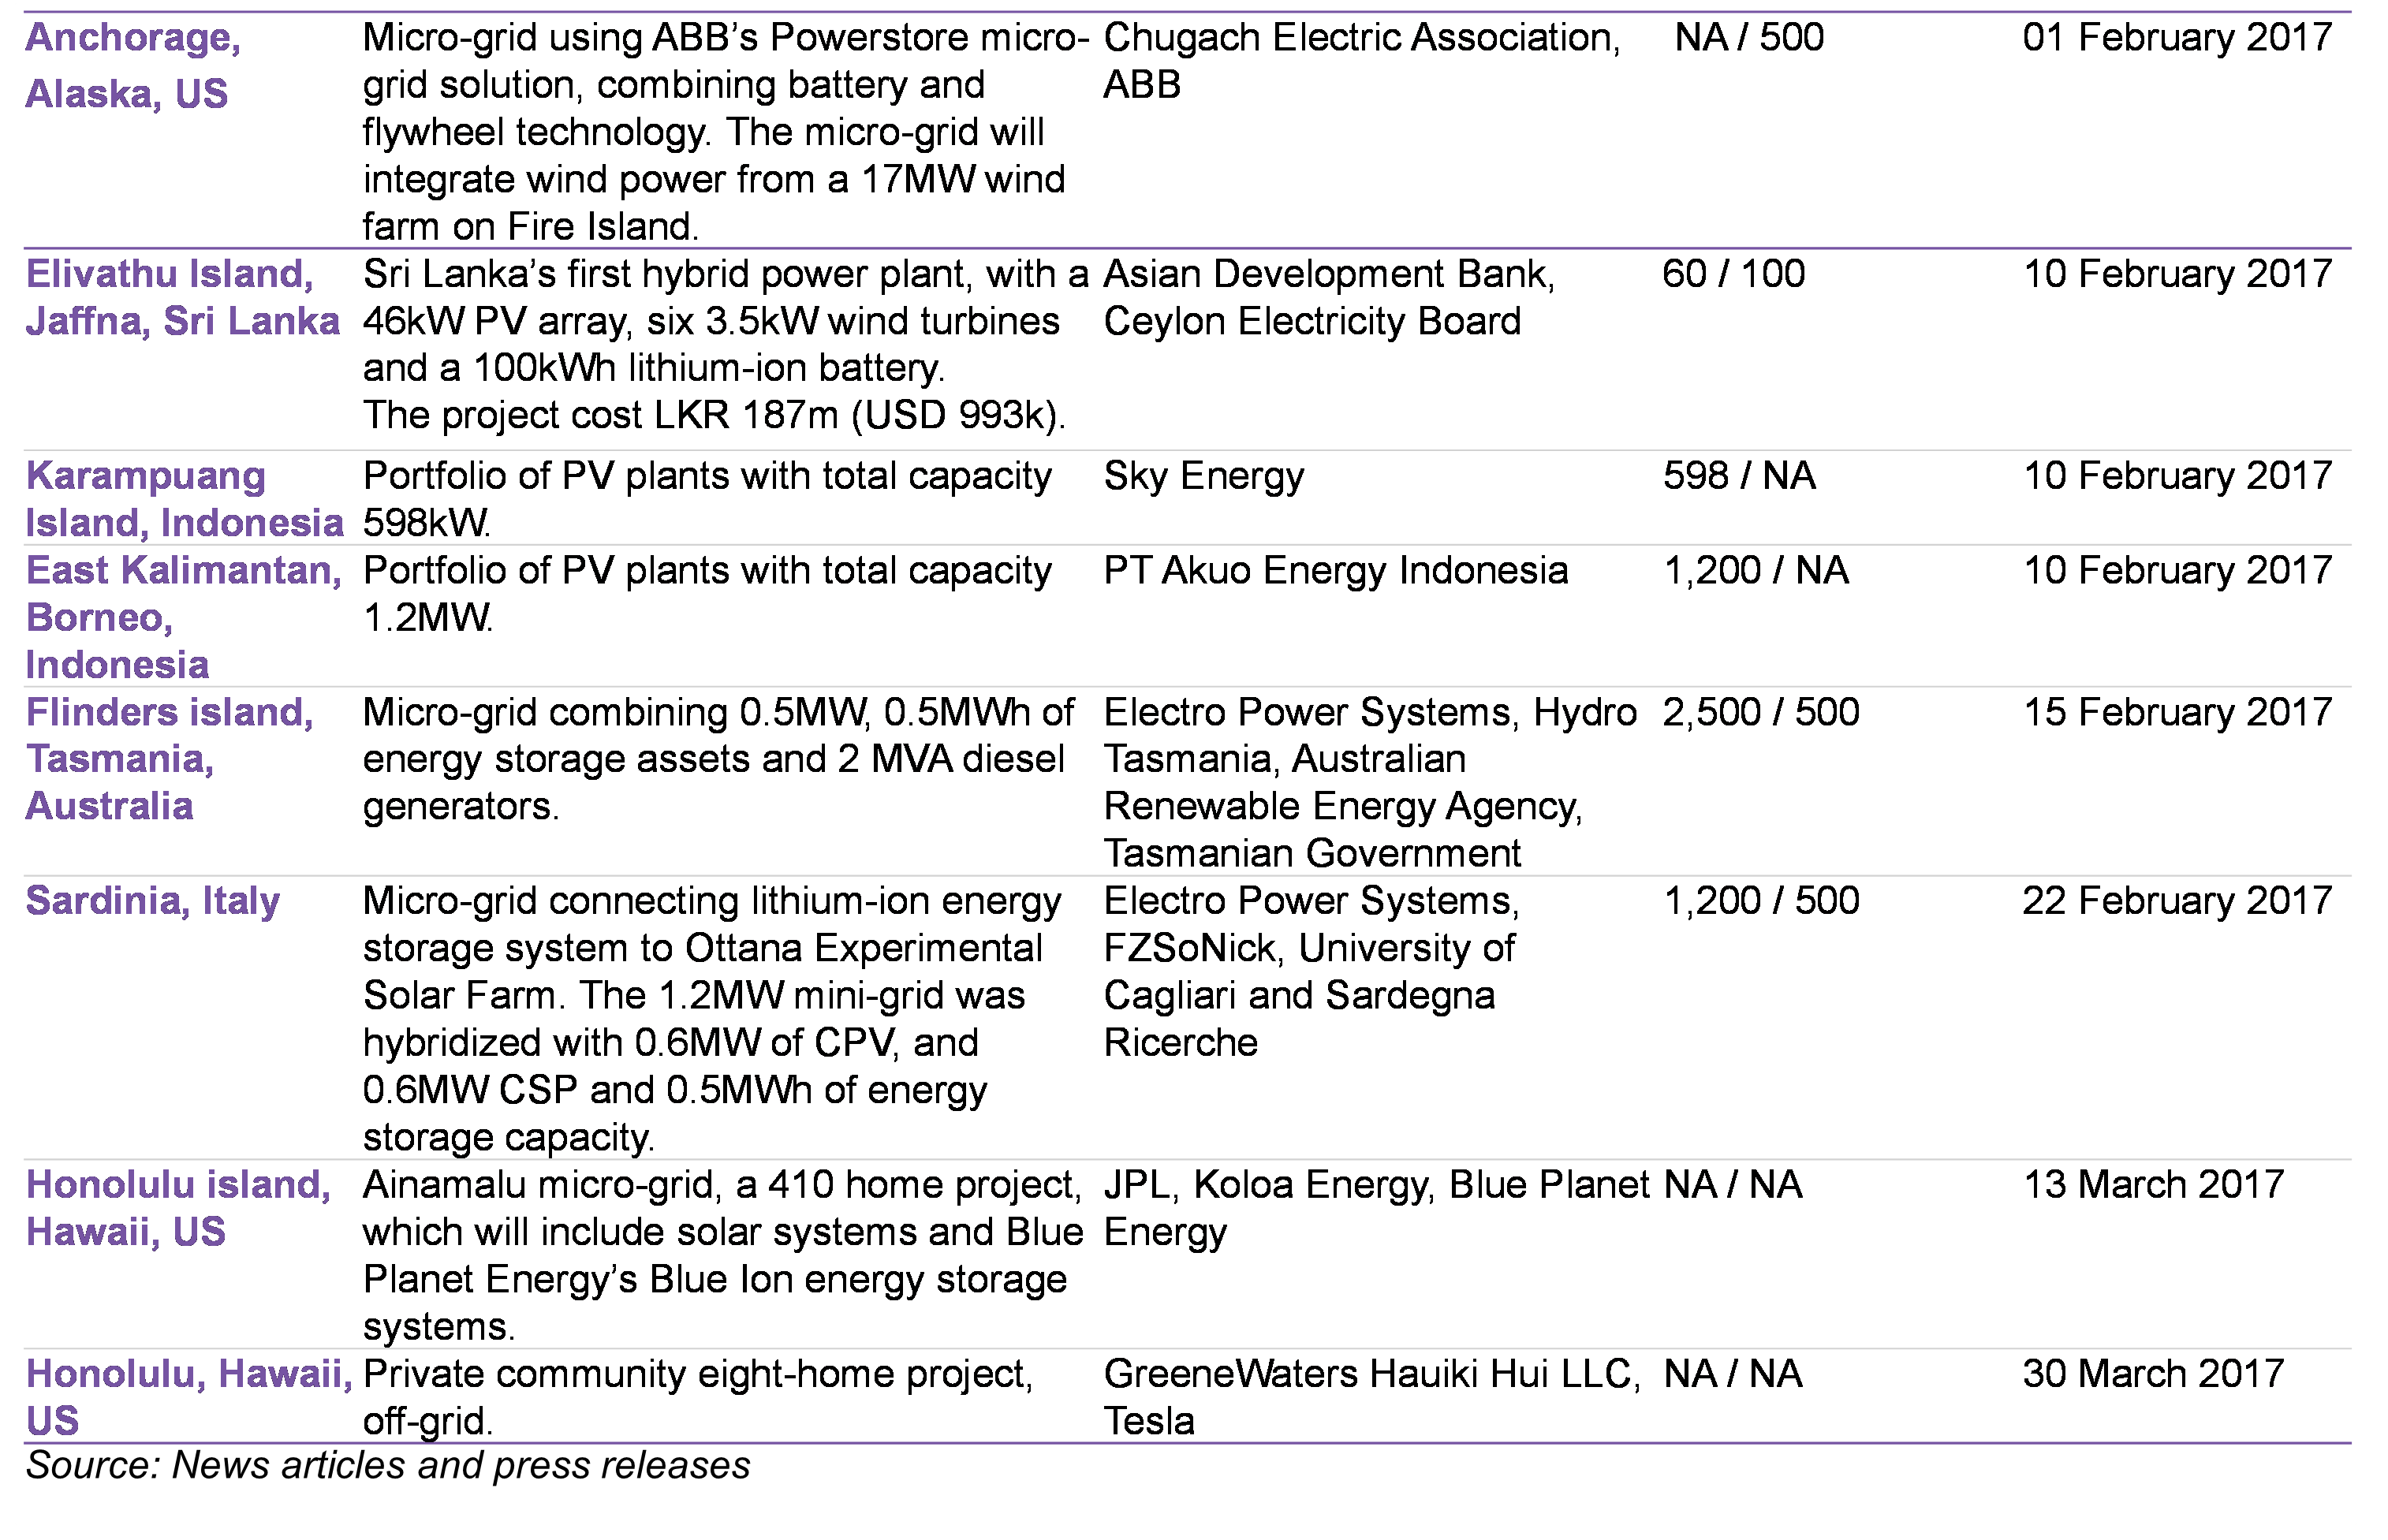 Anchorage,
Alaska, US
Micro-grid using ABB’s Powerstore micro-
grid solution, combining battery and
flywheel technology. The micro-grid will
integrate wind power from a 17MW wind
farm on Fire Island.
Chugach Electric Association,
ABB
NA / 500
01 February 2017
Elivathu Island,
Jaffna, Sri Lanka
Sri Lanka’s first hybrid power plant, with a
46kW PV array, six 3.5kW wind turbines
and a 100kWh lithium-ion battery.
The project cost LKR 187m (USD 993k).
Asian Development Bank,
Ceylon Electricity Board
60 / 100
10 February 2017
Karampuang
Island, Indonesia
Portfolio of PV plants with total capacity
598kW.
Sky Energy
598 / NA
10 February 2017
East Kalimantan,
Borneo,
Indonesia
Portfolio of PV plants with total capacity
1.2MW.
PT Akuo Energy Indonesia
1,200 / NA
10 February 2017
Flinders island,
Tasmania,
Australia
Micro-grid combining 0.5MW, 0.5MWh of
energy storage assets and 2 MVA diesel
generators.
Electro Power Systems, Hydro
Tasmania, Australian
Renewable Energy Agency,
Tasmanian Government
2,500 / 500
15 February 2017
Sardinia, Italy
Micro-grid connecting lithium-ion energy
storage system to Ottana Experimental
Solar Farm. The 1.2MW mini-grid was
hybridized with 0.6MW of CPV, and
0.6MW CSP and 0.5MWh of energy
storage capacity.
Electro Power Systems,
FZSoNick, University of
Cagliari and Sardegna
Ricerche
1,200 / 500
22 February 2017
Honolulu island,
Hawaii, US
Ainamalu micro-grid, a 410 home project,
which will include solar systems and Blue
Planet Energy’s Blue Ion energy storage
systems.
JPL, Koloa Energy, Blue Planet
Energy
NA / NA
13 March 2017
Honolulu, Hawaii,
US
Private community eight-home project,
off-grid.
GreeneWaters Hauiki Hui LLC,
Tesla
NA / NA
30 March 2017
Source: News articles and press releases